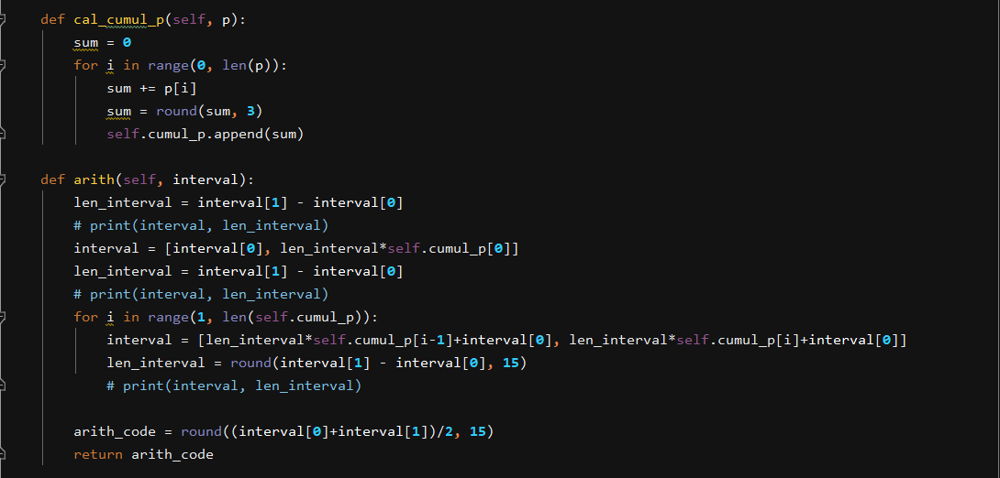 def cal_cumul_p(self, p):
    sum = 0
    for i in range(0, len(p)):
        sum += p[i]
        sum = round(sum, 3)
        self.cumul_p.append(sum)

def arith(self, interval):
    len_interval = interval[1] - interval[0]
    # print(interval, len_interval)
    interval = [interval[0], len_interval*self.cumul_p[0]]
    len_interval = interval[1] - interval[0]
    # print(interval, len_interval)
    for i in range(1, len(self.cumul_p)):
        interval = [len_interval*self.cumul_p[i-1]+interval[0], len_interval*self.cumul_p[i]+interval[0]]
        len_interval = round(interval[1] - interval[0], 15)
        # print(interval, len_interval)

    arith_code = round((interval[0]+interval[1])/2, 15)
    return arith_code